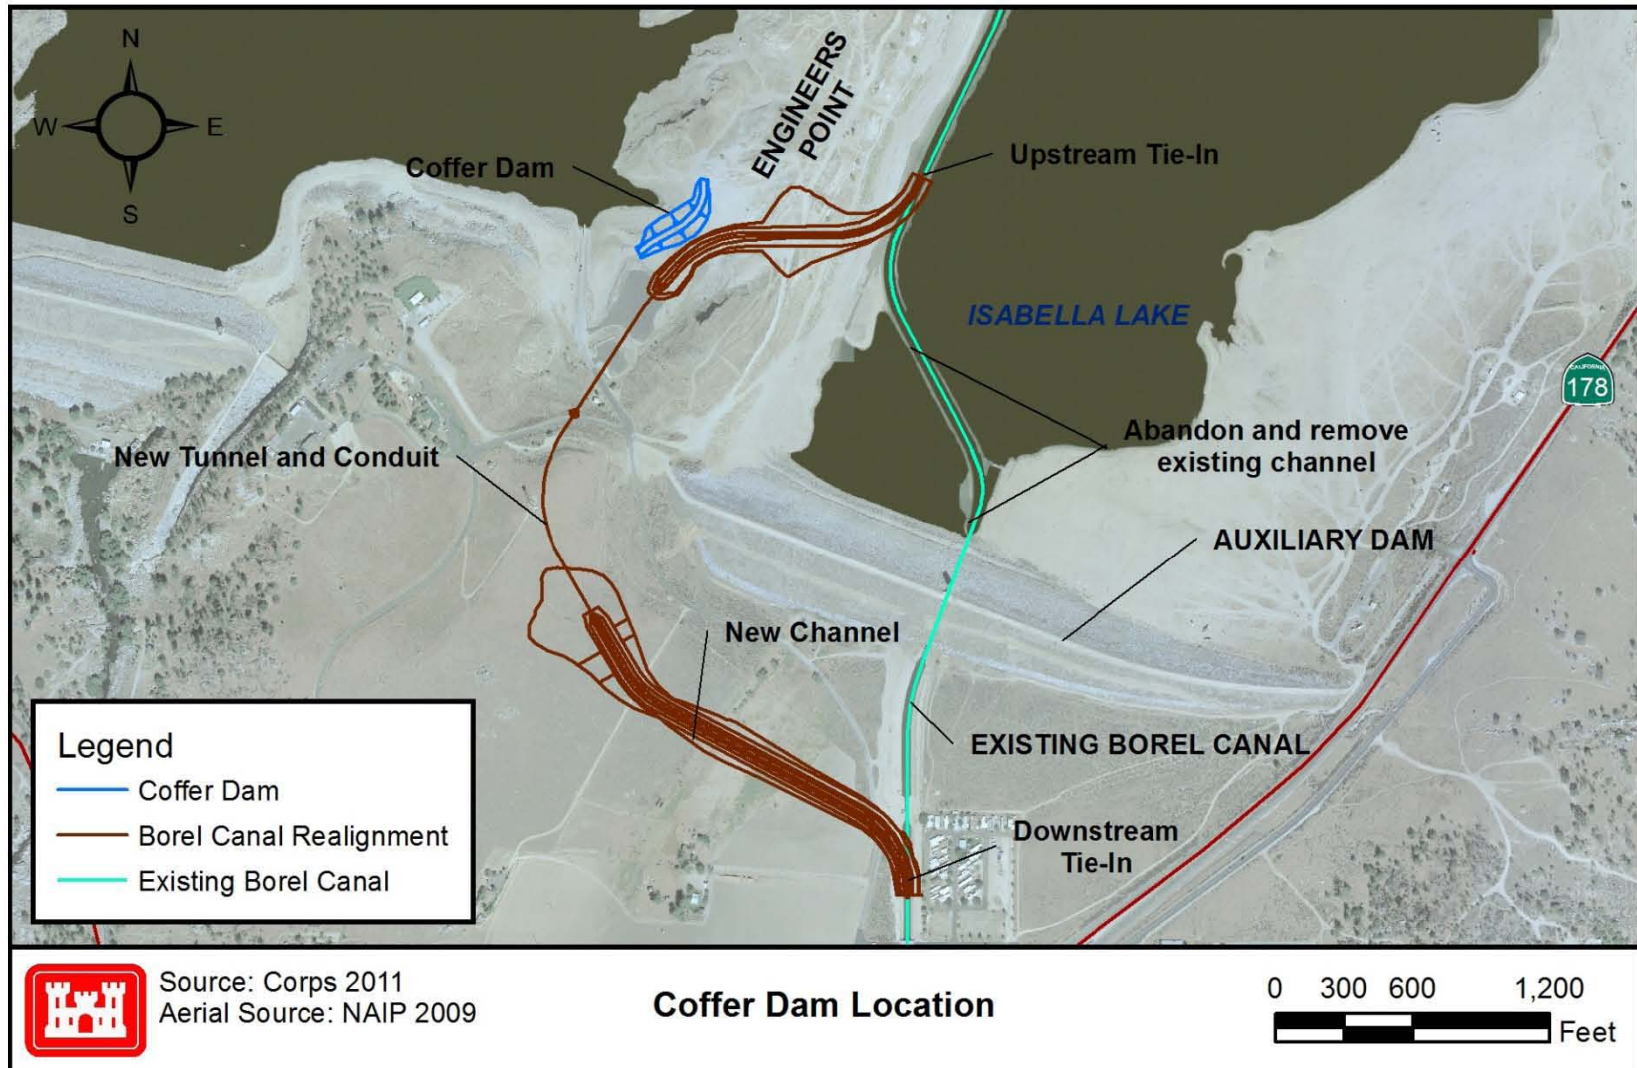 N
W
E
S
ENGINEERS
POINT
Coffer Dam
Upstream Tie-In
ISABELLA LAKE
CALIFORNIA
178
Abandon and remove
existing channel
New Tunnel and Conduit
AUXILIARY DAM
New Channel
EXISTING BOREL CANAL
Downstream
Tie-In
Legend
Coffer Dam
Borel Canal Realignment
Existing Borel Canal
Source: Corps 2011
Aerial Source: NAIP 2009
Coffer Dam Location
0 300 600 1,200
Feet